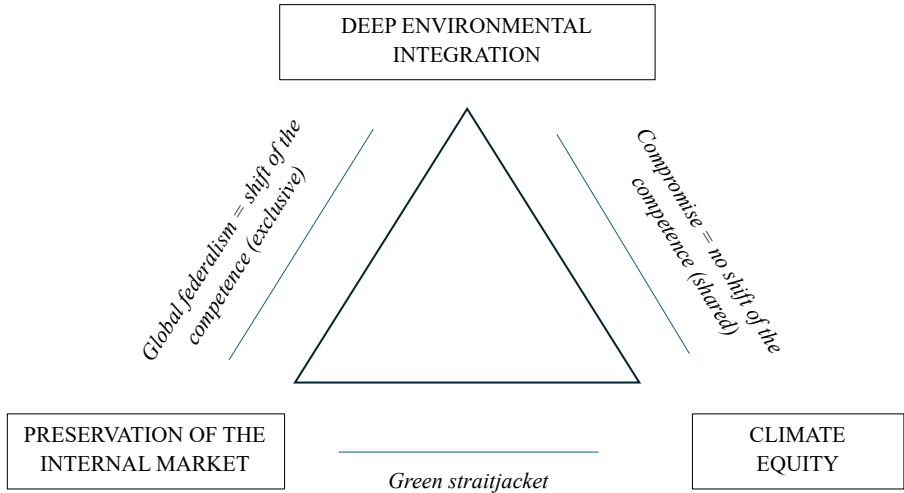 DEEP ENVIRONMENTAL
INTEGRATION
Global federalism = shift of the
competence (exclusive)
Compromise = no shift of the
competence (shared)
PRESERVATION OF THE
INTERNAL MARKET
CLIMATE
EQUITY
Green straitjacket